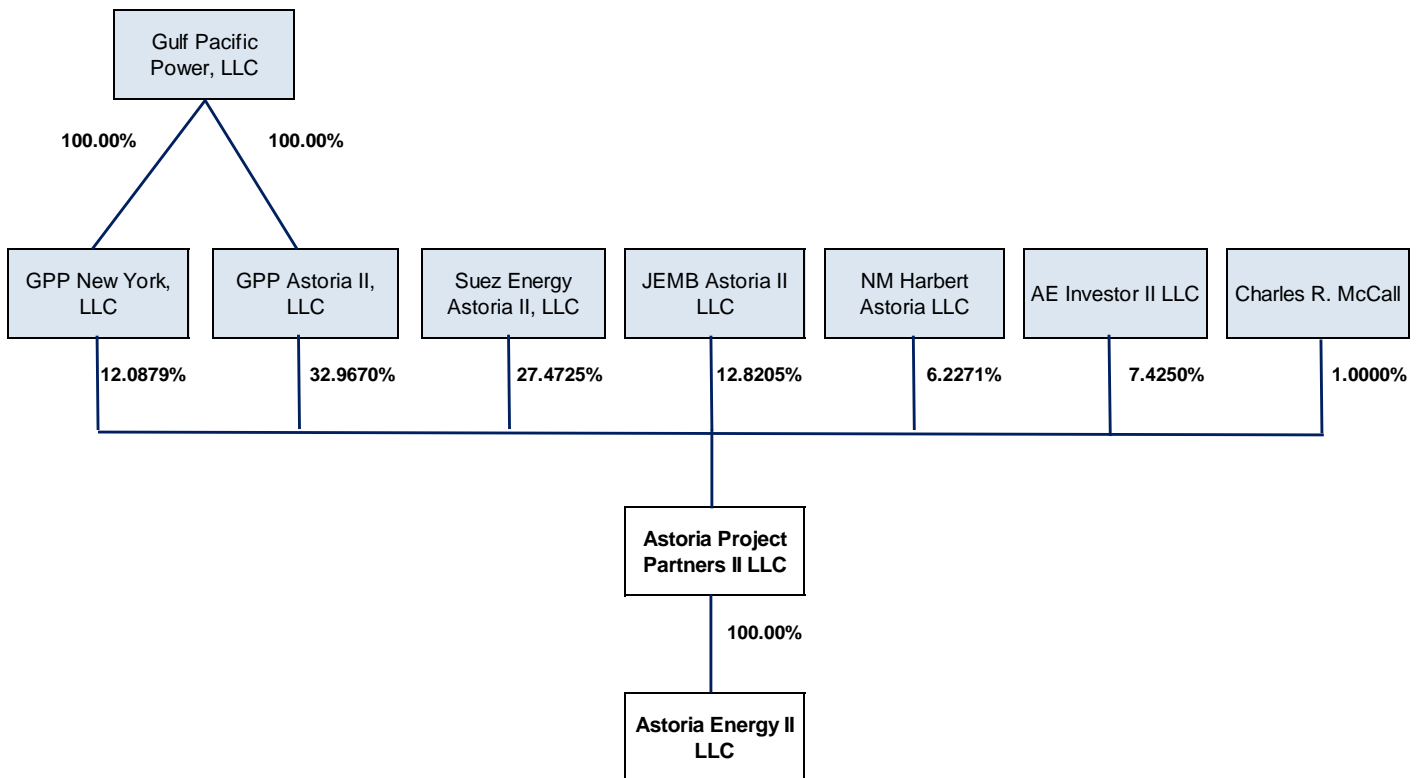 Gulf Pacific
Power, LLC
100.00%
100.00%
GPP New York,
LLC
GPP Astoria II,
LLC
Suez Energy
Astoria II, LLC
JEMB Astoria II
LLC
NM Harbert
Astoria LLC
AE Investor II LLC
Charles R. McCall
12.0879%
32.9670%
27.4725%
12.8205%
6.2271%
7.4250%
1.0000%
Astoria Project
Partners II LLC
100.00%
Astoria Energy II
LLC